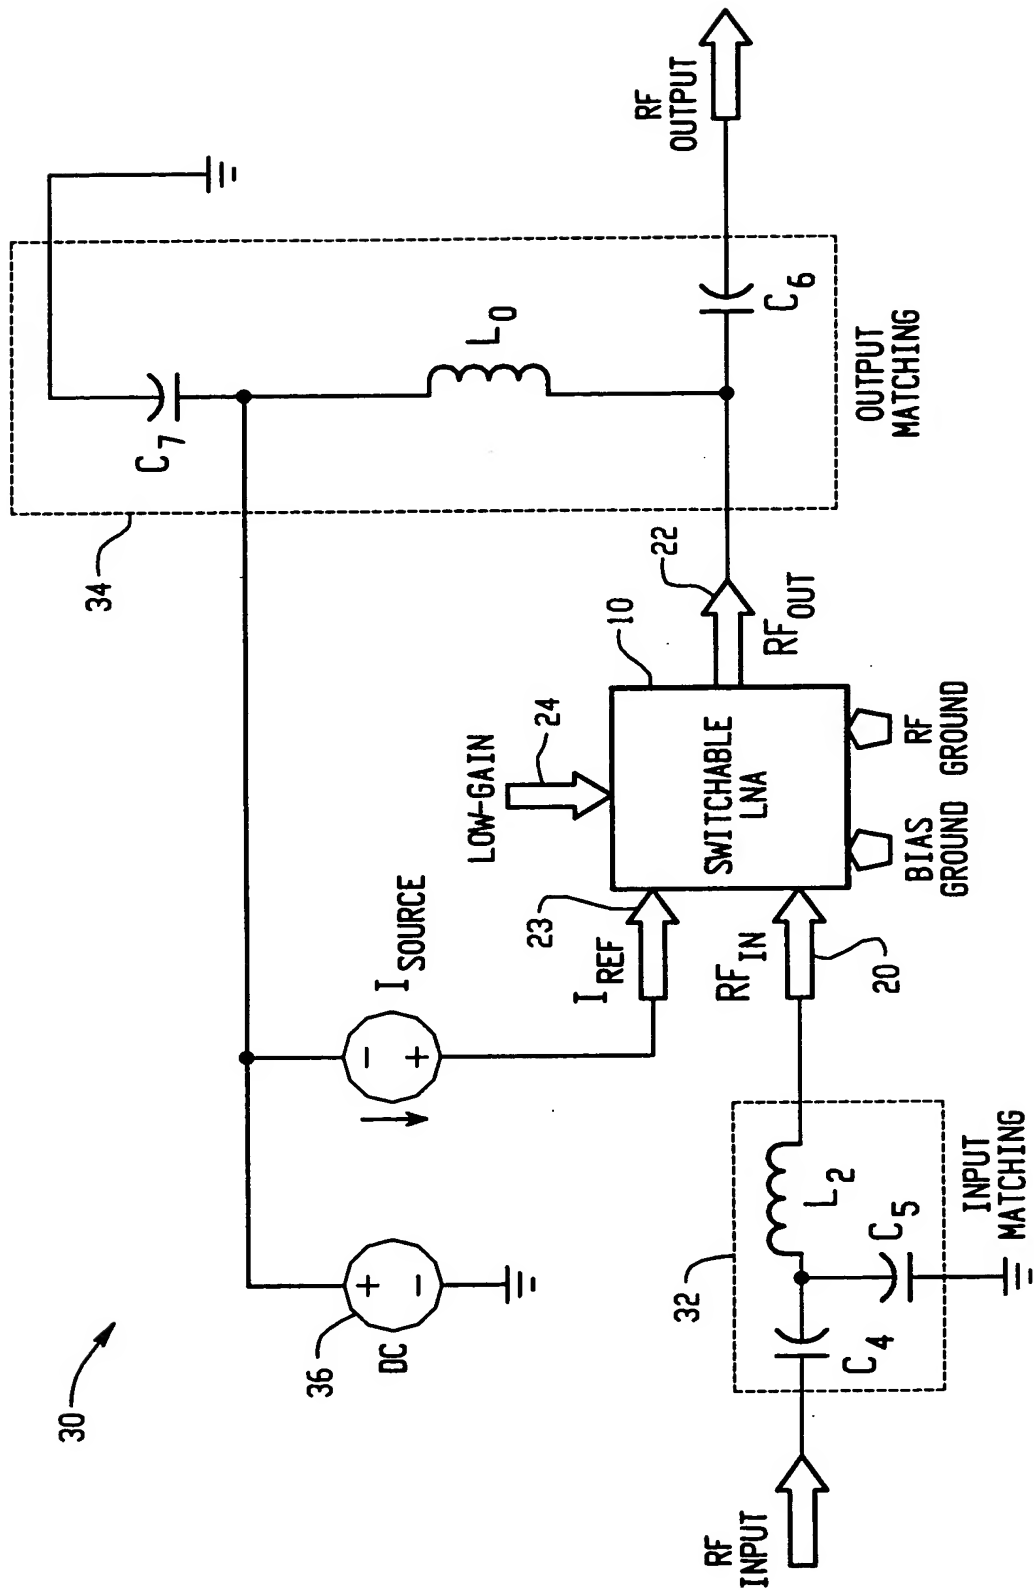 30
36
DC
+
-
I SOURCE
-
+
34
C7
L0
C6
OUTPUT
MATCHING
RF
OUTPUT
LOW-GAIN
24
23
I REF
10
SWITCHABLE
LNA
22
RF OUT
RF IN
20
BIAS
GROUND
RF
GROUND
32
C4
L2
C5
INPUT
MATCHING
RF
INPUT